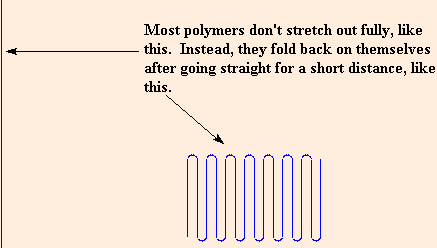 Most polymers don't stretch out fully, like
this.  Instead, they fold back on themselves
after going straight for a short distance, like
this.